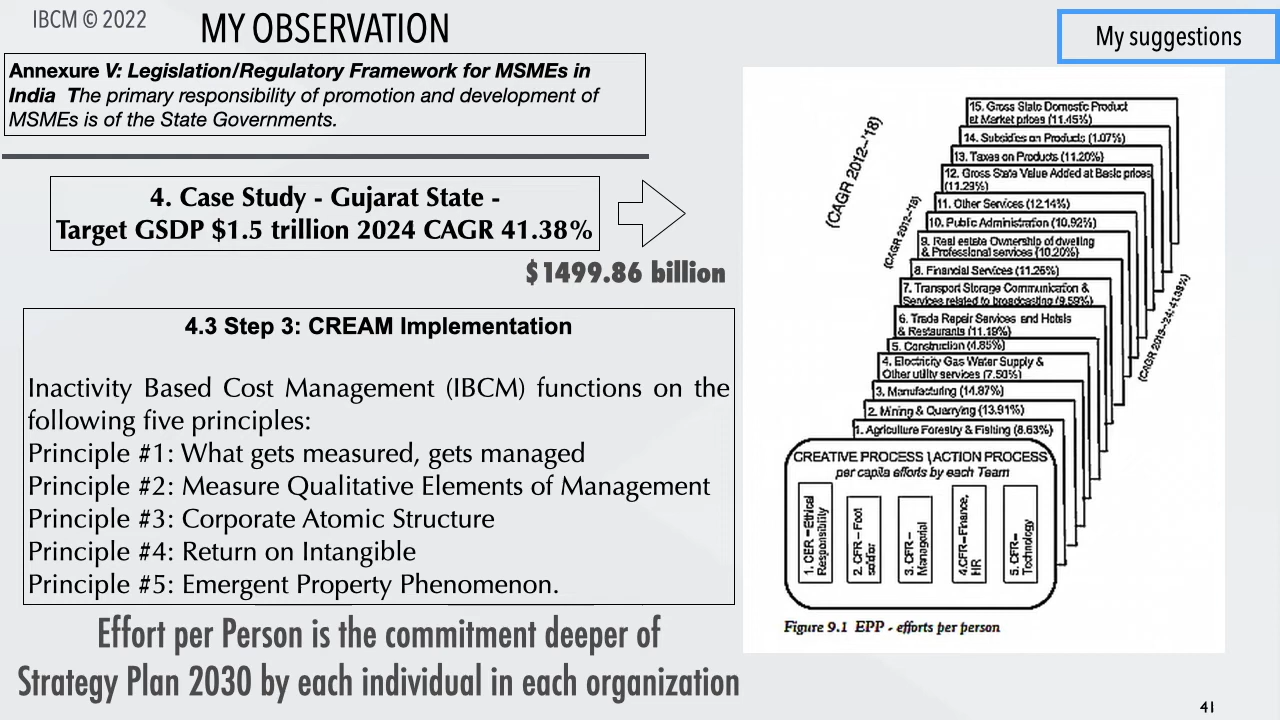 IBCM © 2022
MY OBSERVATION
My suggestions
Annexure V: Legislation/Regulatory Framework for MSMEs in
India The primary responsibility of promotion and development of
MSMEs is of the State Governments.
4. Case Study - Gujarat State -
Target GSDP $1.5 trillion 2024 CAGR 41.38%
$1499.86 billion
4.3 Step 3: CREAM Implementation
Inactivity Based Cost Management (IBCM) functions on the
following five principles:
Principle #1: What gets measured, gets managed
Principle #2: Measure Qualitative Elements of Management
Principle #3: Corporate Atomic Structure
Principle #4: Return on Intangible
Principle #5: Emergent Property Phenomenon.
Effort per Person is the commitment deeper of
Strategy Plan 2030 by each individual in each organization
(CAGR 2012-'18)
(CAGR 2012-'18)
15. Gross State Domestic Product
at Market prices (11.45%)
14. Subsidies on Products (1.07%)
13. Taxes on Products (11.20%)
12. Gross State Value Added at Basic prices
(11.23%)
11. Other Services (12.14%)
10. Public Administration (10.92%)
9. Real estate Ownership of dwelling
& Professional services (10.20%)
8. Financial Services (11.26%)
7. Transport Storage Communication &
Services related to broadcasting (9.59%)
6. Trade Repair Services and Hotels
& Restaurants (11.19%)
5. Construction (4.85%)
4. Electricity Gas Water Supply &
Other utility services (7.50%)
3. Manufacturing (14.87%)
2. Mining & Quarrying (13.91%)
1. Agriculture Forestry & Fishing (8.63%)
(CAGR 2019-'24: 41.38%)
CREATIVE PROCESS \ACTION PROCESS
per capita efforts by each Team
1. CER =Ethical
Responsibility
2. CFR – Foot
soldier
3. CFR –
Managerial
4.CFR=Finance,
HR
5. CFR=
Technology
Figure 9.1 EPP - efforts per person
41